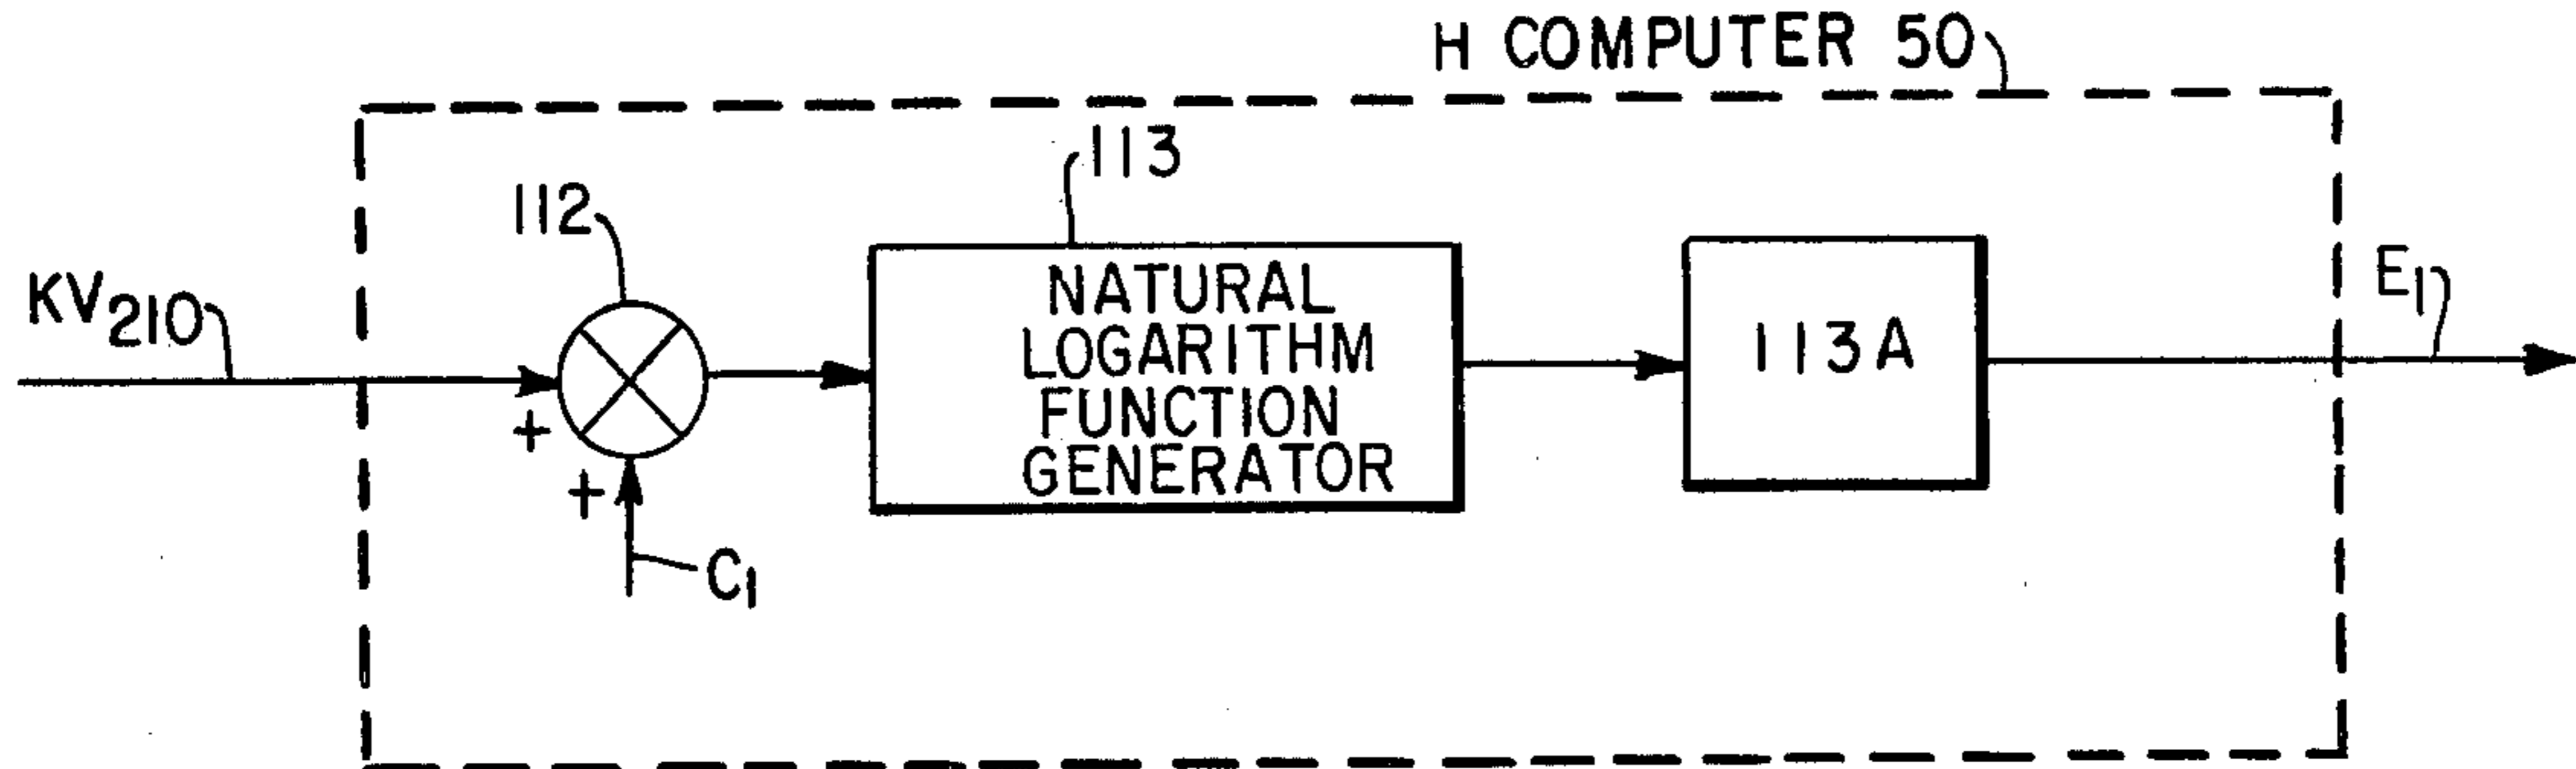 H COMPUTER 50
113
112
KV210
NATURAL
LOGARITHM
FUNCTION
GENERATOR
113A
E1
+
+
C1